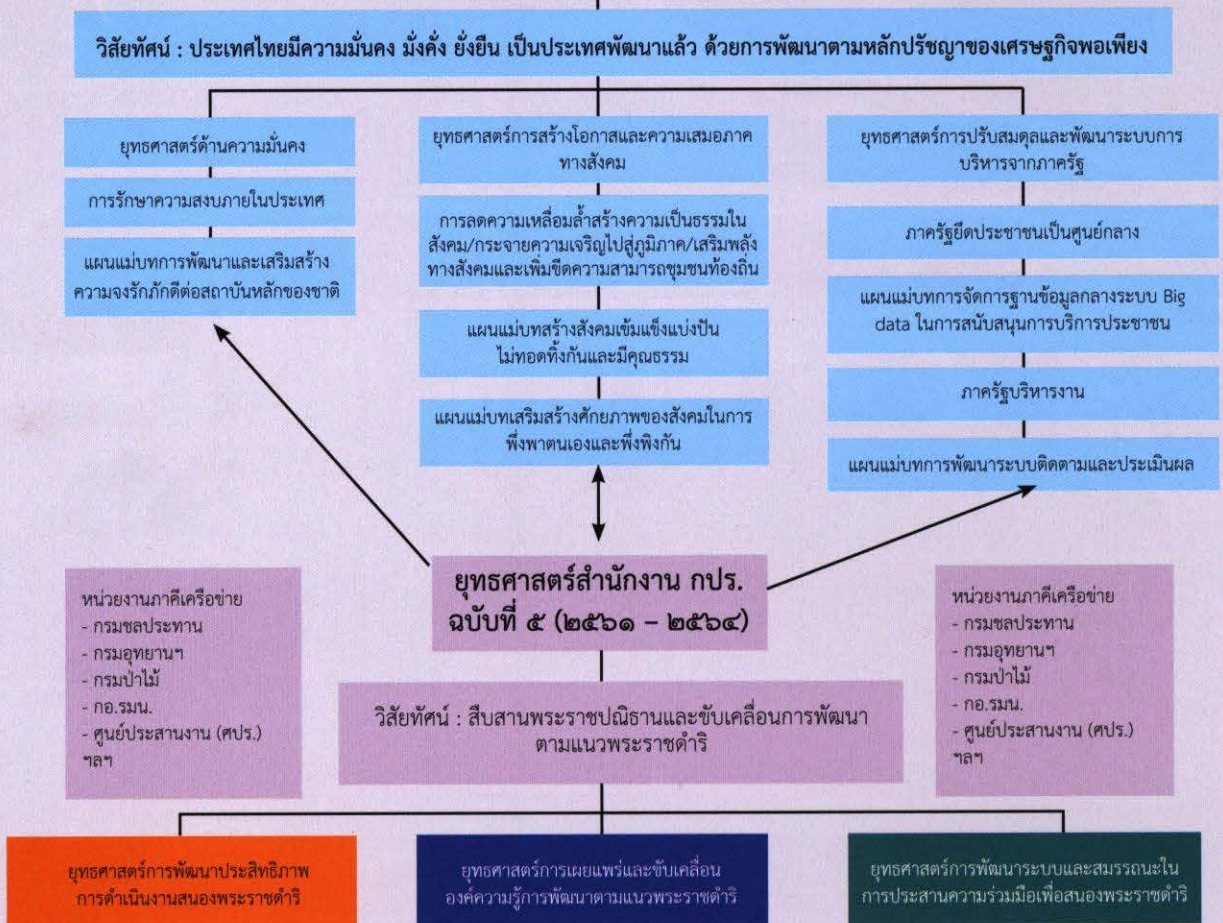 วิสัยทัศน์ : ประเทศไทยมีความมั่นคง มั่งคั่ง ยั่งยืน เป็นประเทศพัฒนาแล้ว ด้วยการพัฒนาตามหลักปรัชญาของเศรษฐกิจพอเพียง
ยุทธศาสตร์ด้านความมั่นคง
การรักษาความสงบภายในประเทศ
แผนแม่บทการพัฒนาและเสริมสร้าง
ความจงรักภักดีต่อสถาบันหลักของชาติ
ยุทธศาสตร์การสร้างโอกาสและความเสมอภาค
ทางสังคม
การลดความเหลื่อมล้ำสร้างความเป็นธรรมใน
สังคม/กระจายความเจริญไปสู่ภูมิภาค/เสริมพลัง
ทางสังคมและเพิ่มขีดความสามารถชุมชนท้องถิ่น
แผนแม่บทสร้างสังคมเข้มแข็งแบ่งปัน
ไม่ทอดทิ้งกันและมีคุณธรรม
แผนแม่บทเสริมสร้างศักยภาพของสังคมในการ
พึ่งพาตนเองและพึ่งพิงกัน
ยุทธศาสตร์การปรับสมดุลและพัฒนาระบบการ
บริหารจากภาครัฐ
ภาครัฐยึดประชาชนเป็นศูนย์กลาง
แผนแม่บทการจัดการฐานข้อมูลกลางระบบ Big
data ในการสนับสนุนการบริการประชาชน
ภาครัฐบริหารงาน
แผนแม่บทการพัฒนาระบบติดตามและประเมินผล
หน่วยงานภาคีเครือข่าย
- กรมชลประทาน
- กรมอุทยานฯ
- กรมป่าไม้
- กอ.รมน.
- ศูนย์ประสานงาน (ศปร.)
ฯลฯ
ยุทธศาสตร์สำนักงาน กปร.
ฉบับที่ ๕ (๒๕๖๑ – ๒๕๖๔)
หน่วยงานภาคีเครือข่าย
- กรมชลประทาน
- กรมอุทยานฯ
- กรมป่าไม้
- กอ.รมน.
- ศูนย์ประสานงาน (ศปร.)
ฯลฯ
วิสัยทัศน์ : สืบสานพระราชปณิธานและขับเคลื่อนการพัฒนา
ตามแนวพระราชดำริ
ยุทธศาสตร์การพัฒนาประสิทธิภาพ
การดำเนินงานสนองพระราชดำริ
ยุทธศาสตร์การเผยแพร่และขับเคลื่อน
องค์ความรู้การพัฒนาตามแนวพระราชดำริ
ยุทธศาสตร์การพัฒนาระบบและสมรรถนะใน
การประสานความร่วมมือเพื่อสนองพระราชดำริ